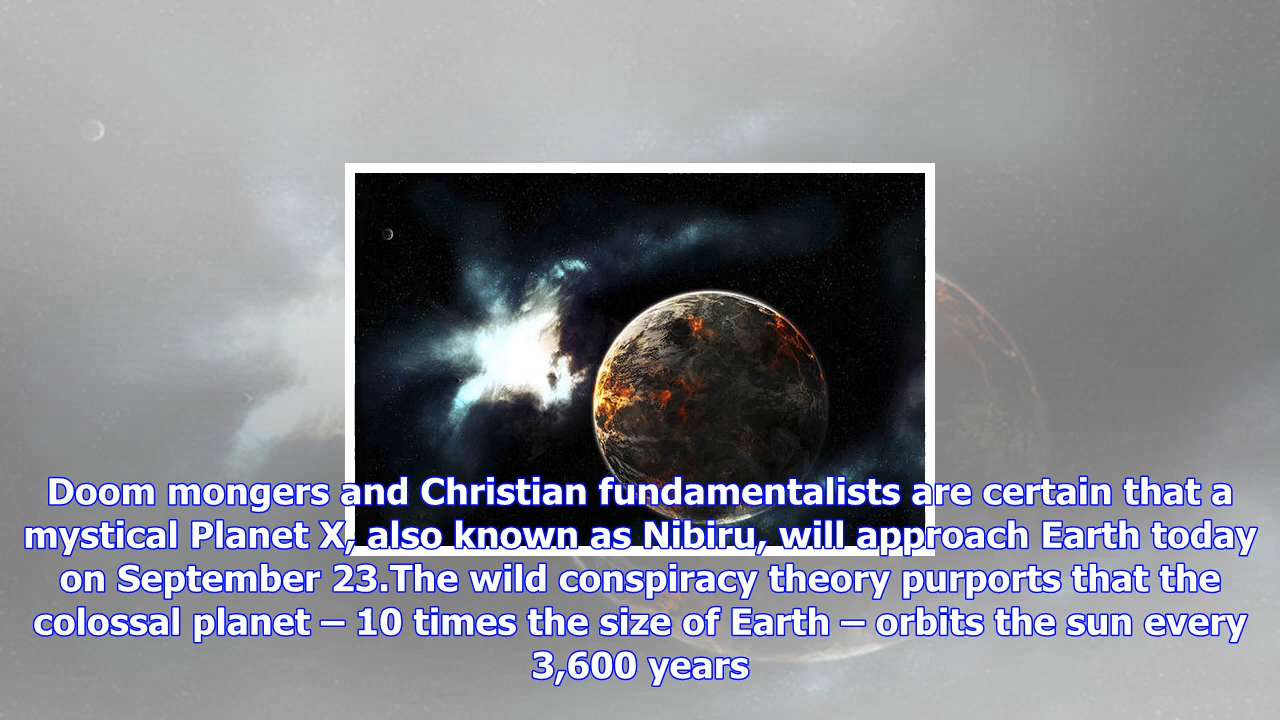 Doom mongers and Christian fundamentalists are certain that a
mystical Planet X, also known as Nibiru, will approach Earth today
on September 23.The wild conspiracy theory purports that the
colossal planet – 10 times the size of Earth – orbits the sun every
3,600 years